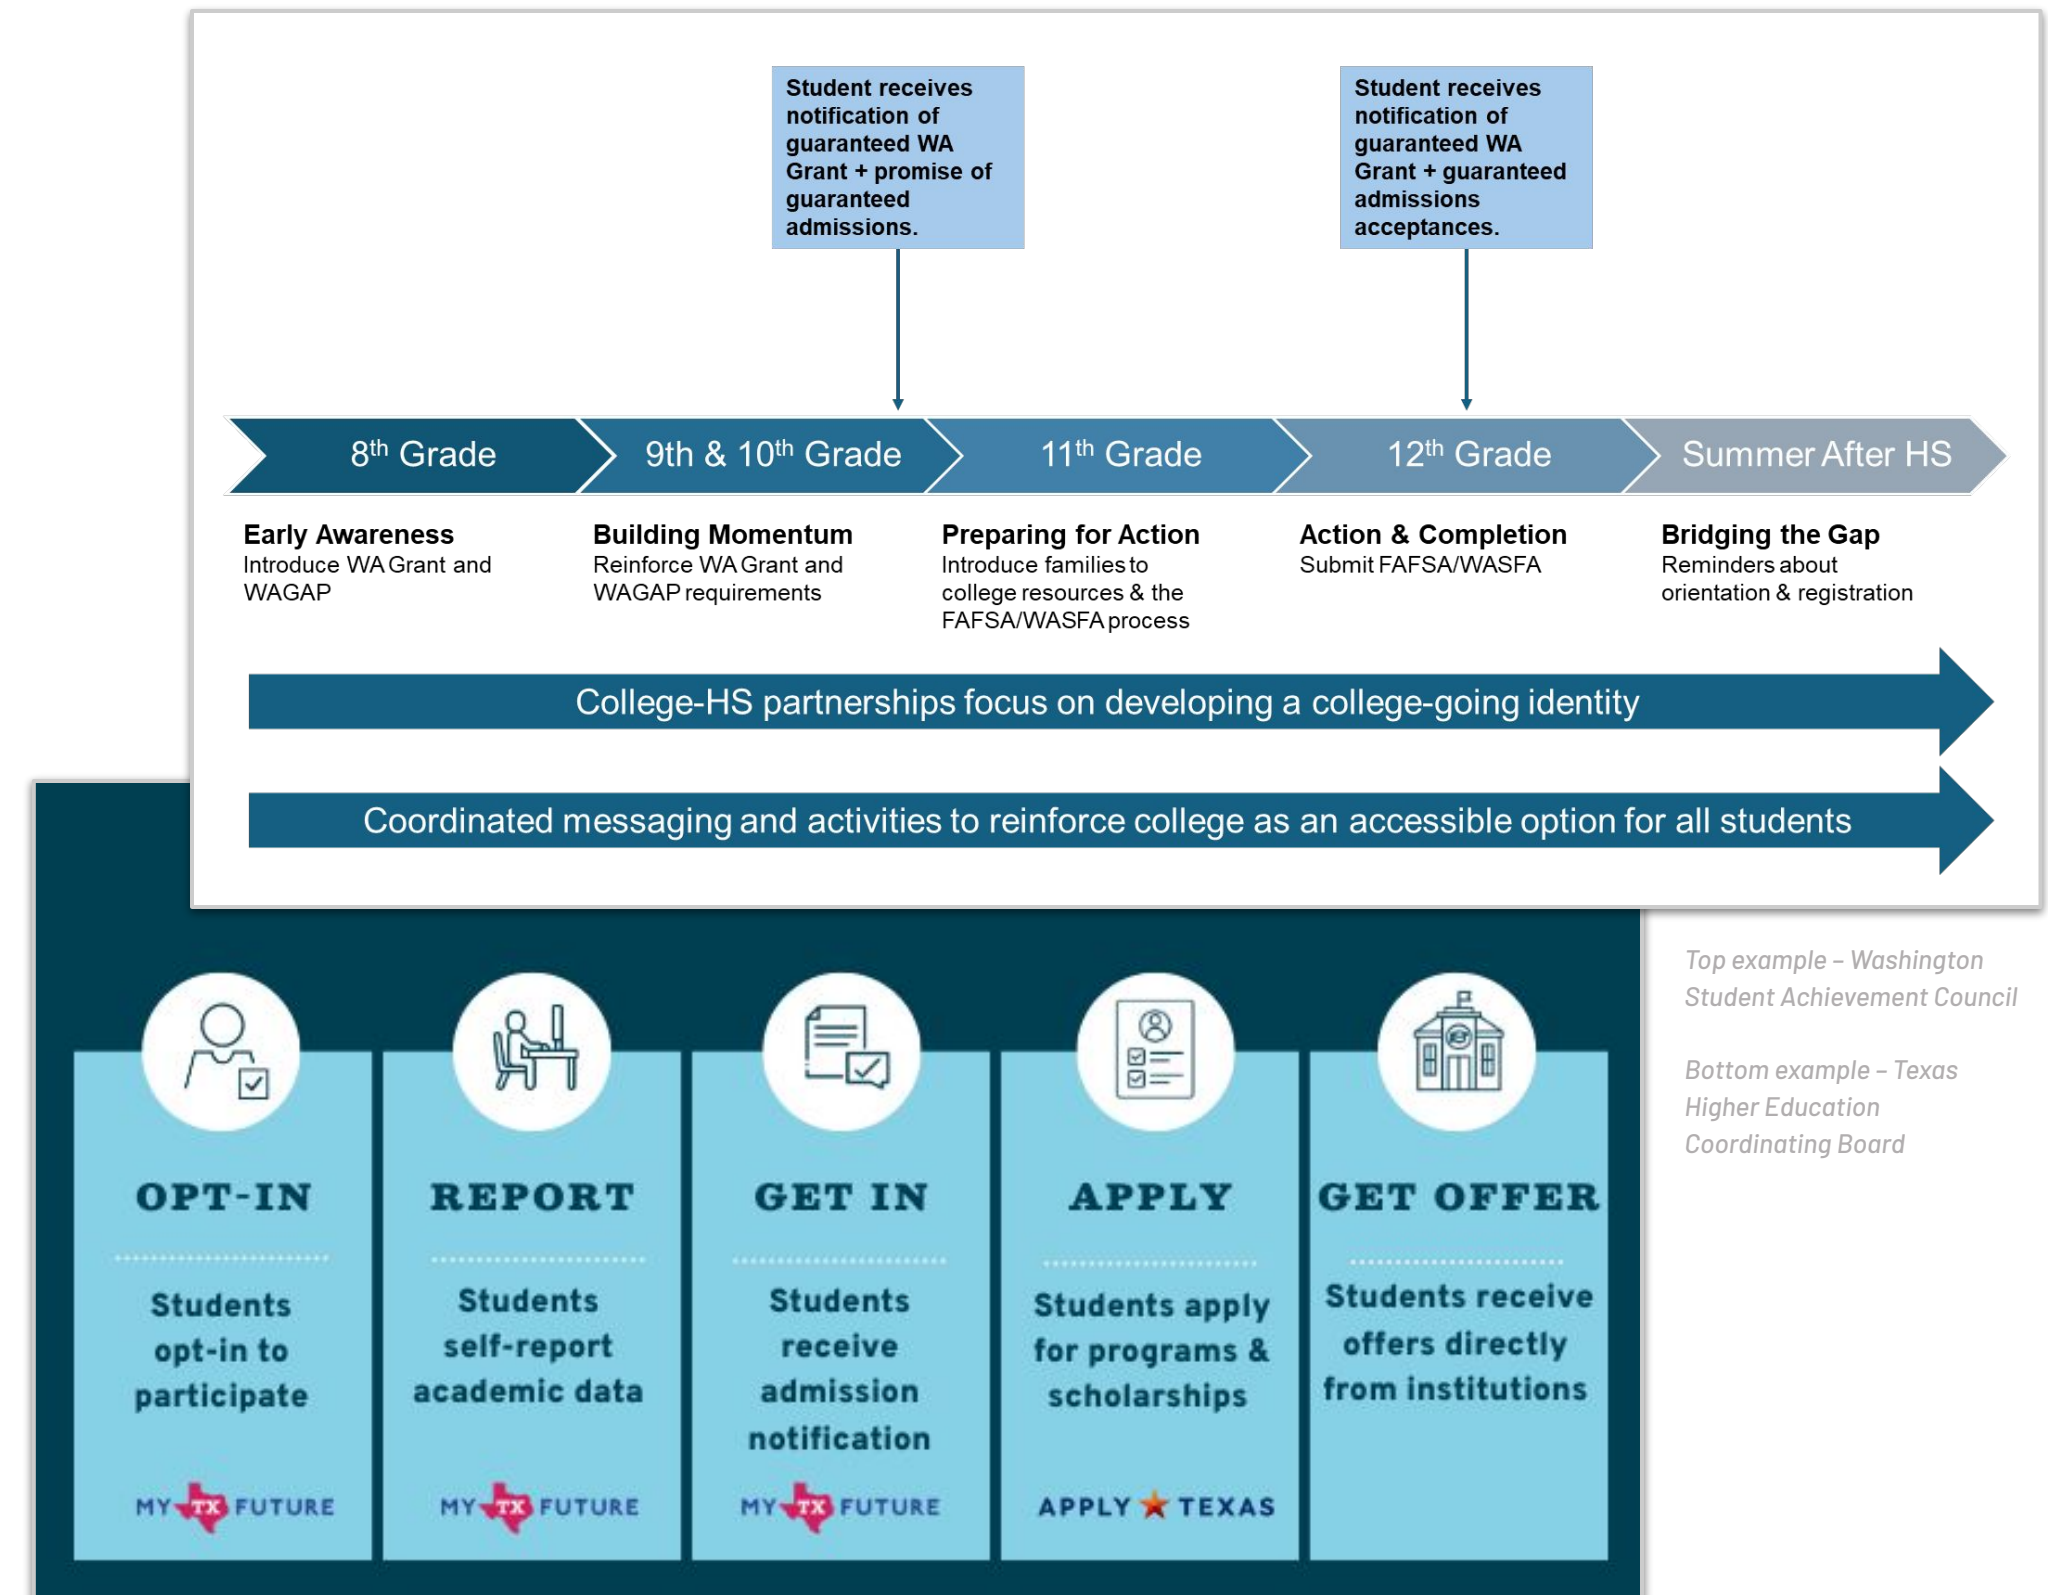 Student receives
notification of
guaranteed WA
Grant + promise of
guaranteed
admissions.
Student receives
notification of
guaranteed WA
Grant + guaranteed
admissions
acceptances.
8th Grade
9th & 10th Grade
11th Grade
12th Grade
Summer After HS
Early Awareness
Introduce WA Grant and
WAGAP
Building Momentum
Reinforce WA Grant and
WAGAP requirements
Preparing for Action
Introduce families to
college resources & the
FAFSA/WASFA process
Action & Completion
Submit FAFSA/WASFA
Bridging the Gap
Reminders about
orientation & registration
College-HS partnerships focus on developing a college-going identity
Coordinated messaging and activities to reinforce college as an accessible option for all students
Top example – Washington
Student Achievement Council
Bottom example – Texas
Higher Education
Coordinating Board
OPT-IN
Students
opt-in to
participate
MY TX FUTURE
REPORT
Students
self-report
academic data
MY TX FUTURE
GET IN
Students
receive
admission
notification
MY TX FUTURE
APPLY
Students apply
for programs &
scholarships
APPLY TEXAS
GET OFFER
Students receive
offers directly
from institutions